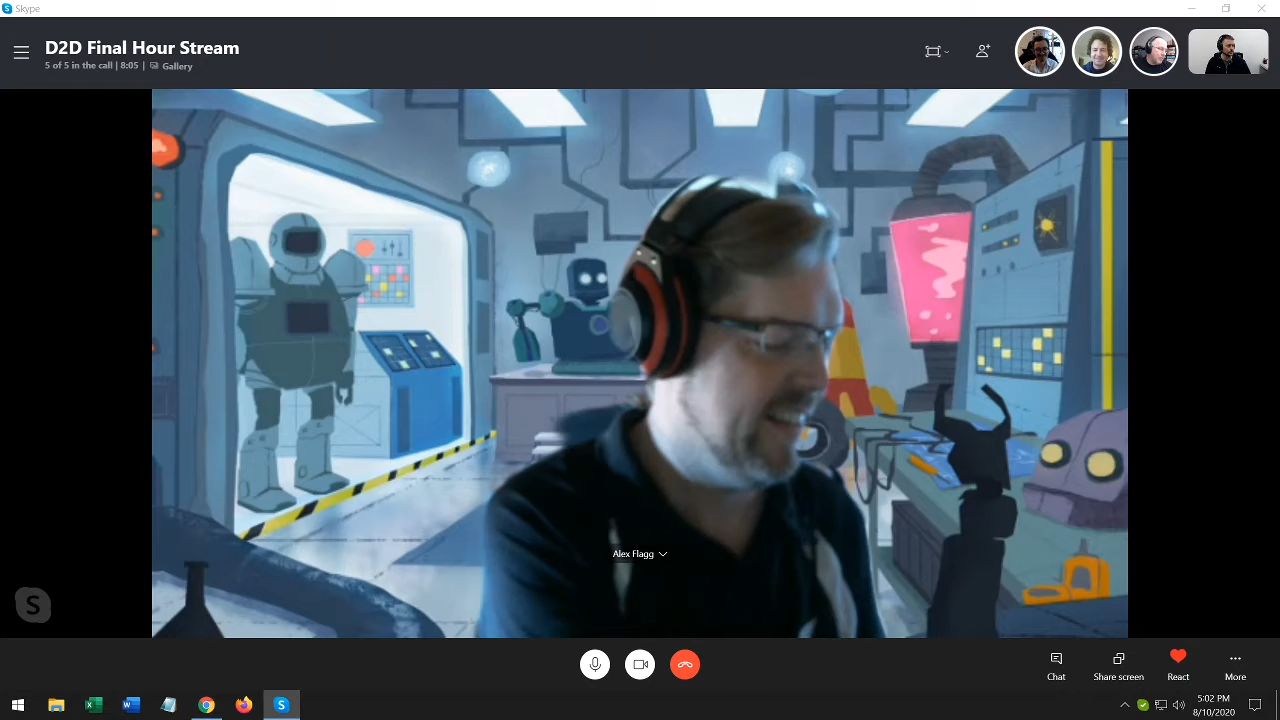 Skype
D2D Final Hour Stream
5 of 5 in the call | 8:05 | Gallery
Alex Flagg
S
Chat
Share screen
React
More
5:02 PM
8/10/2020